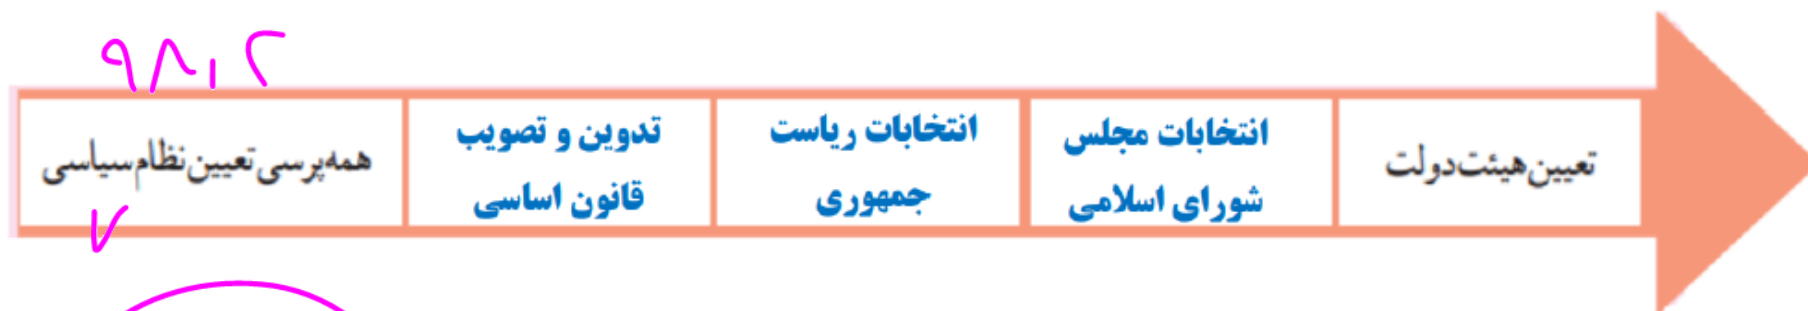 ۹۸٫۲
همه‌پرسی تعیین نظام سیاسی
تدوین و تصویب
قانون اساسی
انتخابات ریاست
جمهوری
انتخابات مجلس
شورای اسلامی
تعیین هیئت دولت